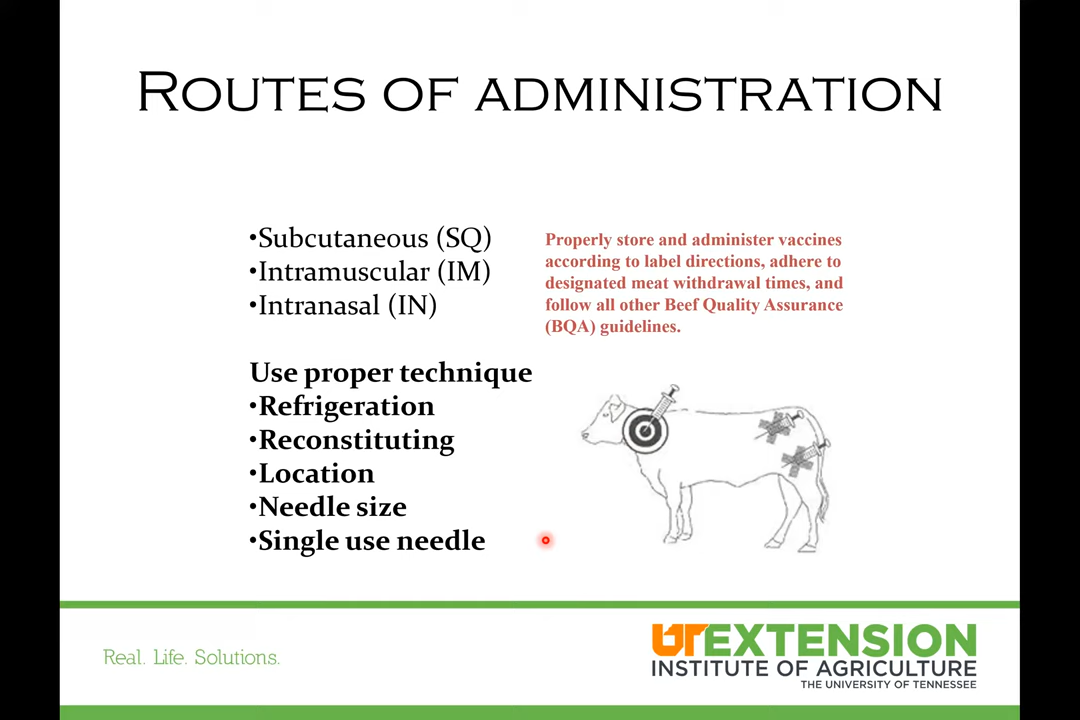 ROUTES OF ADMINISTRATION
•Subcutaneous (SQ)
•Intramuscular (IM)
•Intranasal (IN)
Properly store and administer vaccines
according to label directions, adhere to
designated meat withdrawal times, and
follow all other Beef Quality Assurance
(BQA) guidelines.
Use proper technique
•Refrigeration
•Reconstituting
•Location
•Needle size
•Single use needle
Real. Life. Solutions.
UT EXTENSION
INSTITUTE OF AGRICULTURE
THE UNIVERSITY OF TENNESSEE